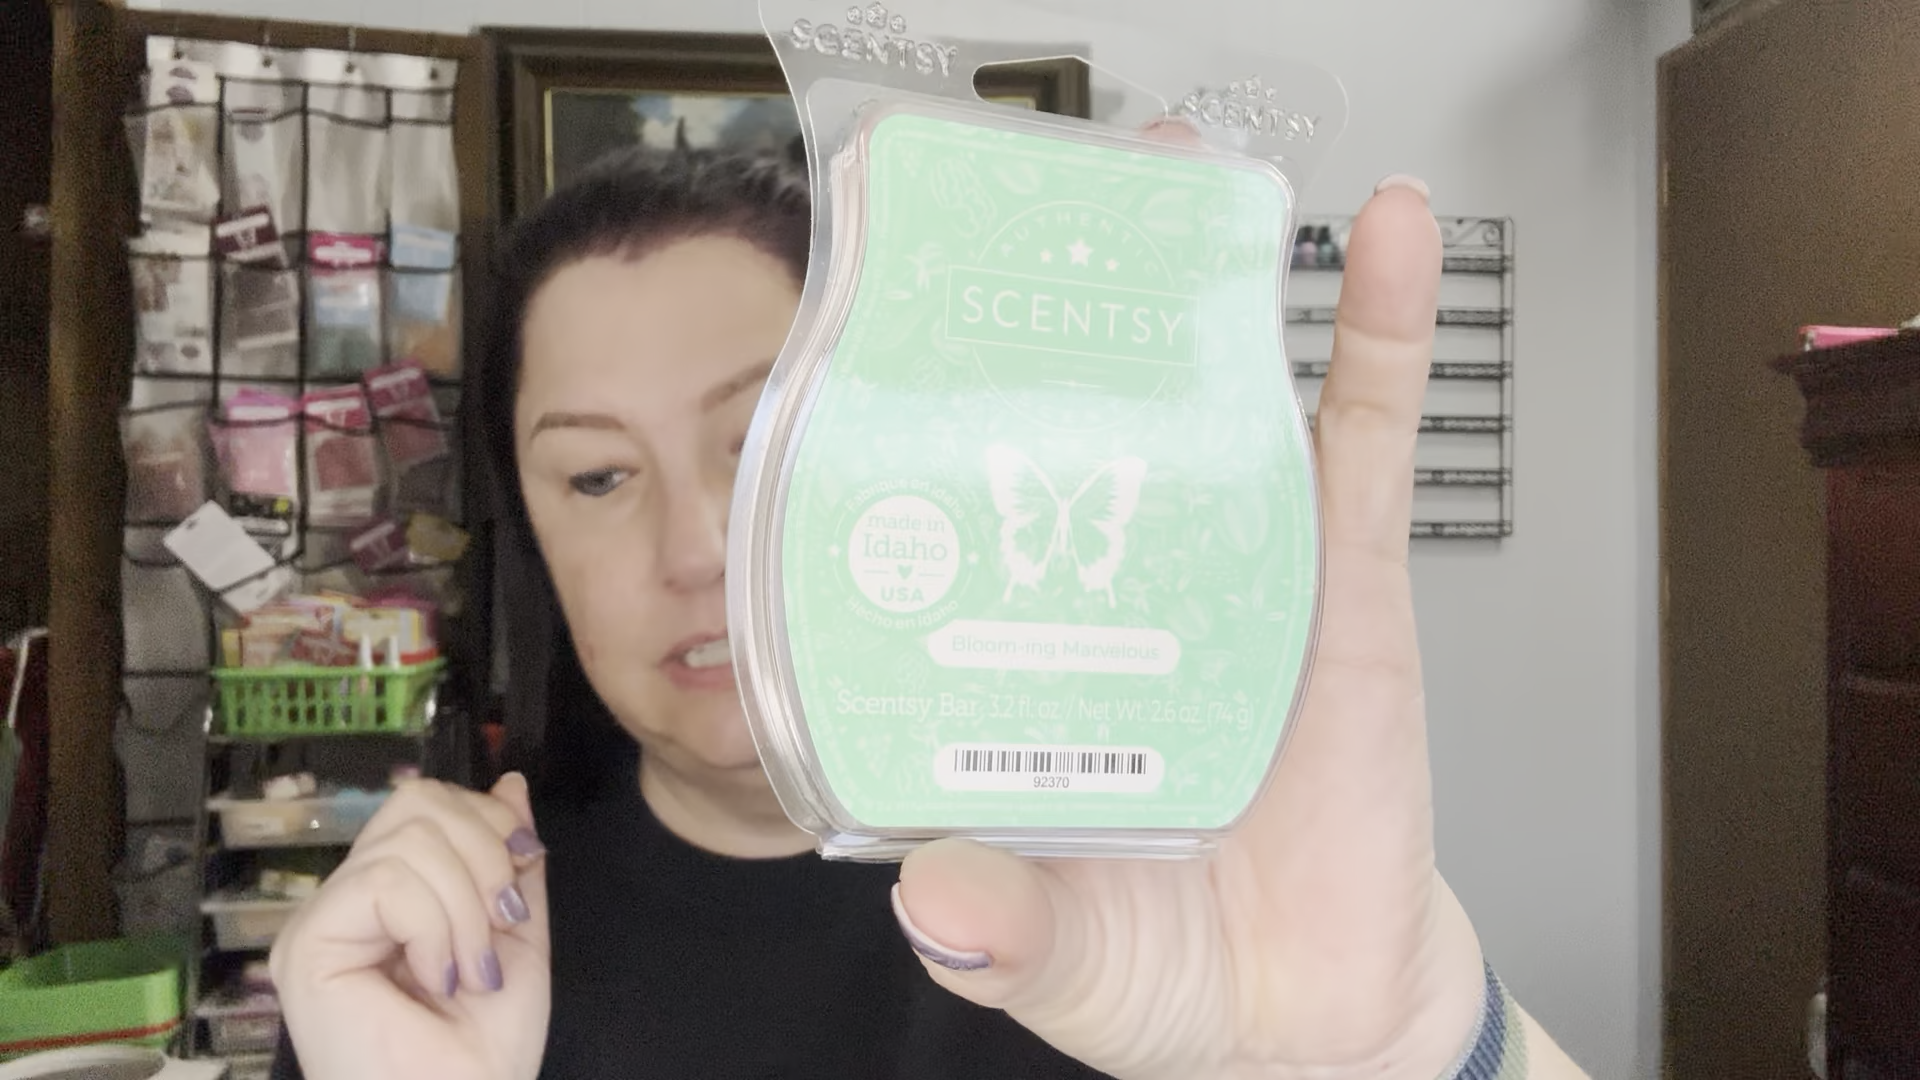 SCENTSY
SCENTSY
AUTHENTIC
SCENTSY
Fabriqué en Idaho
made in
Idaho
USA
Hecho en Idaho
Bloom-ing Marvelous
Scentsy Bar 3.2 fl. oz. / Net Wt. 2.6 oz. (74 g)
92370